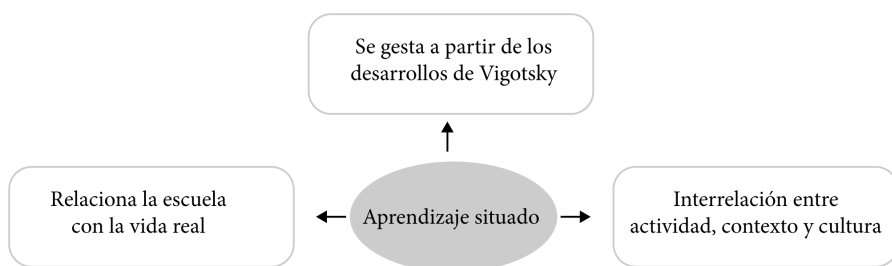 Se gesta a partir de los
desarrollos de Vigotsky
Relaciona la escuela
con la vida real
Aprendizaje situado
Interrelación entre
actividad, contexto y cultura